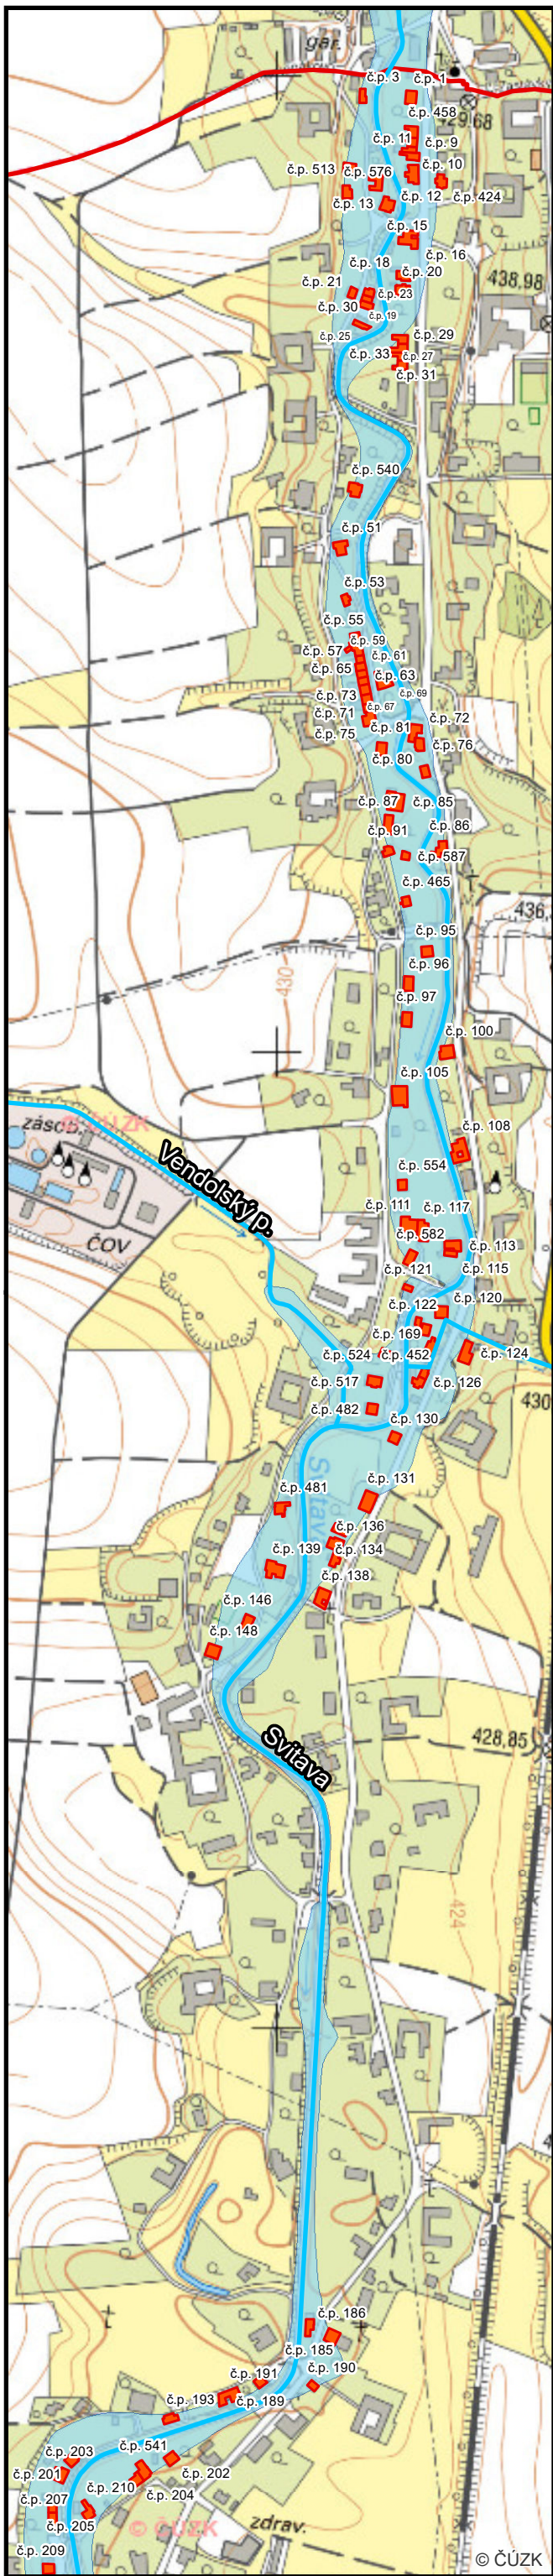 gar.
č.p. 3
č.p. 1
č.p. 458
429.68
č.p. 11
č.p. 9
č.p. 10
č.p. 513
č.p. 576
č.p. 13
č.p. 12
č.p. 424
č.p. 15
č.p. 16
č.p. 18
č.p. 20
438,98
č.p. 21
č.p. 23
č.p. 30
č.p. 19
č.p. 25
č.p. 29
č.p. 33
č.p. 27
č.p. 31
č.p. 540
č.p. 51
č.p. 53
č.p. 55
č.p. 59
č.p. 57
č.p. 61
č.p. 65
č.p. 63
č.p. 73
č.p. 69
č.p. 67
č.p. 71
č.p. 72
č.p. 75
č.p. 81
č.p. 76
č.p. 80
č.p. 87
č.p. 85
č.p. 91
č.p. 86
č.p. 587
č.p. 465
436,
č.p. 95
č.p. 96
430
č.p. 97
č.p. 100
č.p. 105
zásob.
© ČÚZK
č.p. 108
Vendolský p.
č.p. 554
č.p. 111
č.p. 117
č.p. 582
ČOV
č.p. 113
č.p. 121
č.p. 115
č.p. 120
č.p. 122
č.p. 169
č.p. 524
č.p. 452
č.p. 124
č.p. 517
č.p. 126
430
č.p. 482
č.p. 130
Svitava
č.p. 481
č.p. 131
č.p. 136
č.p. 139
č.p. 134
č.p. 138
č.p. 146
č.p. 148
428,85
Svitava
424
č.p. 186
č.p. 185
č.p. 190
č.p. 191
č.p. 193
č.p. 189
č.p. 541
č.p. 203
č.p. 201
č.p. 202
č.p. 210
č.p. 204
č.p. 207
č.p. 205
zdrav.
© ČÚZK
č.p. 209
© ČÚZK